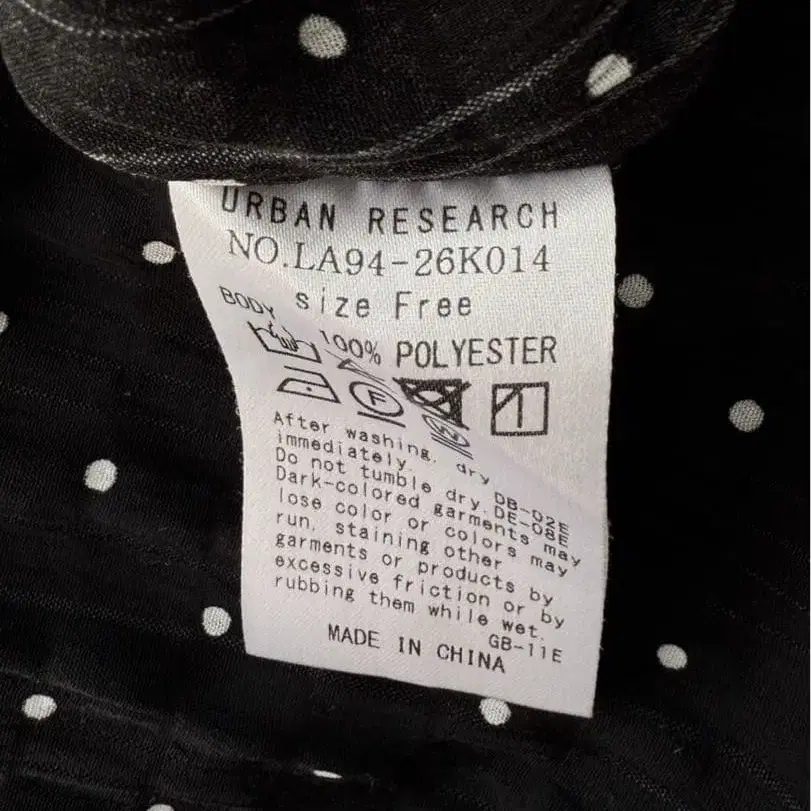 URBAN RESEARCH
NO.LA94-26K014
size Free
BODY 100% POLYESTER
F
W
After washing, dry
immediately. DB-02E
Do not tumble dry. DE-08E
Dark-colored garments may
lose color or colors may
run, staining other
garments or products by
excessive friction or by
rubbing them while wet.
GB-11E
MADE IN CHINA